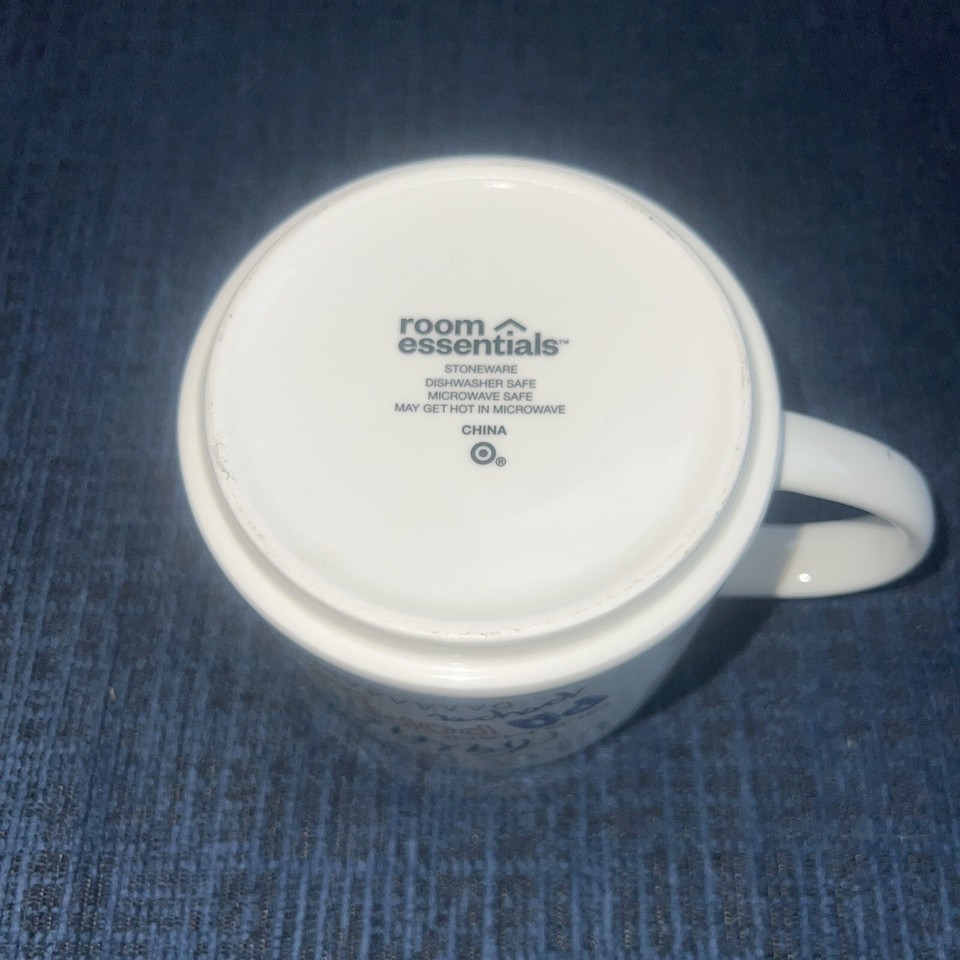 room
essentials™
STONEWARE
DISHWASHER SAFE
MICROWAVE SAFE
MAY GET HOT IN MICROWAVE
CHINA
®